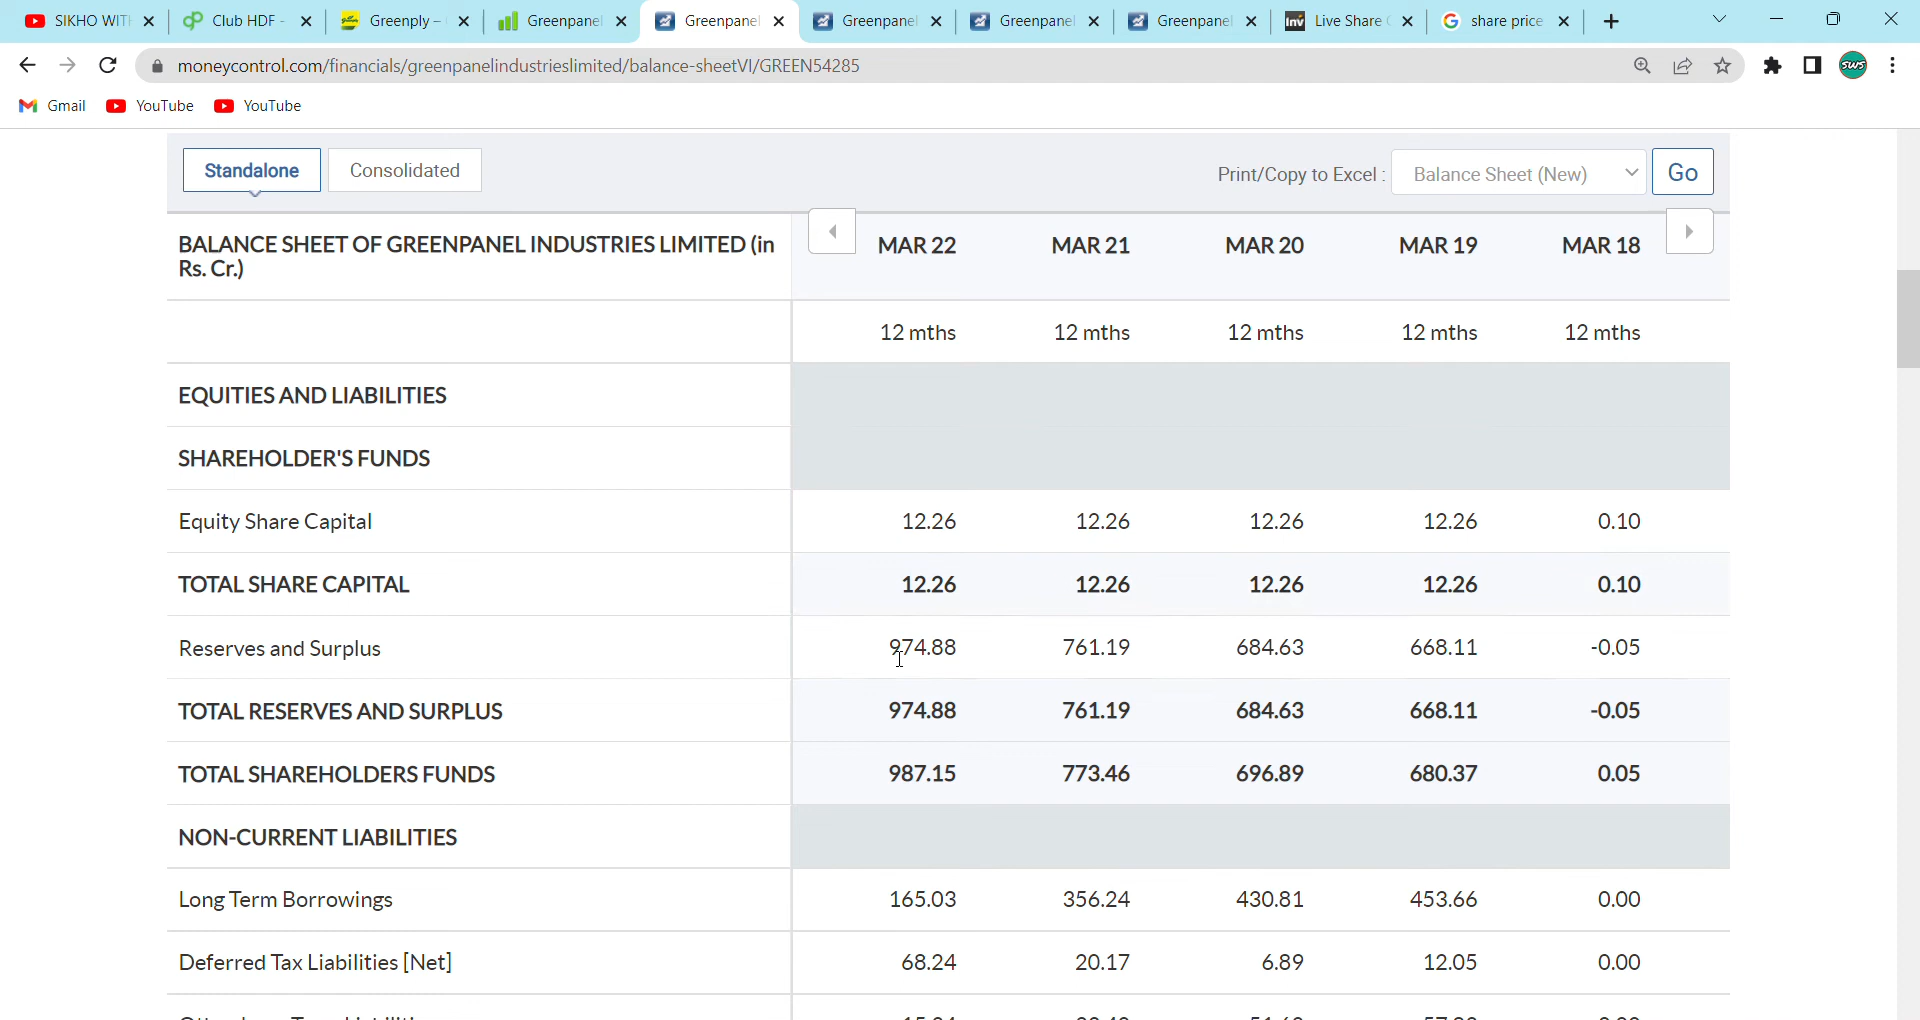 SIKHO WITH
Club HDF -
Greenply –
Greenpanel
Greenpanel
Greenpanel
Greenpanel
Greenpanel
Live Share C
share price
moneycontrol.com/financials/greenpanelindustrieslimited/balance-sheetVI/GREEN54285
SWS
Gmail YouTube YouTube
Standalone Consolidated Print/Copy to Excel : Balance Sheet (New) Go
BALANCE SHEET OF GREENPANEL INDUSTRIES LIMITED (in MAR 22 MAR 21 MAR 20 MAR 19 MAR 18
Rs. Cr.)
12 mths 12 mths 12 mths 12 mths 12 mths
EQUITIES AND LIABILITIES
SHAREHOLDER'S FUNDS
Equity Share Capital 12.26 12.26 12.26 12.26 0.10
TOTAL SHARE CAPITAL 12.26 12.26 12.26 12.26 0.10
Reserves and Surplus 974.88 761.19 684.63 668.11 -0.05
TOTAL RESERVES AND SURPLUS 974.88 761.19 684.63 668.11 -0.05
TOTAL SHAREHOLDERS FUNDS 987.15 773.46 696.89 680.37 0.05
NON-CURRENT LIABILITIES
Long Term Borrowings 165.03 356.24 430.81 453.66 0.00
Deferred Tax Liabilities [Net] 68.24 20.17 6.89 12.05 0.00